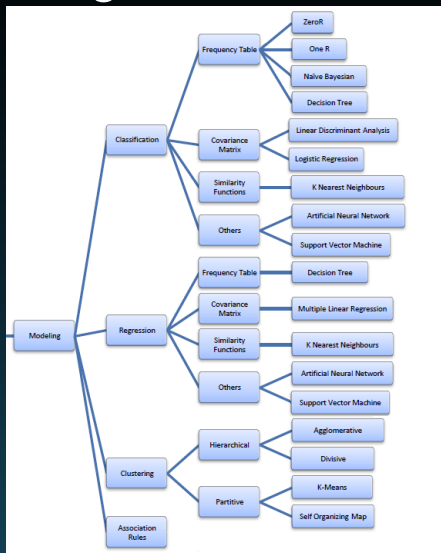 ZeroR
Frequency Table
One R
Naïve Bayesian
Decision Tree
Classification
Covariance
Matrix
Linear Discriminant Analysis
Logistic Regression
Similarity
Functions
K Nearest Neighbours
Others
Artificial Neural Network
Support Vector Machine
Frequency Table
Decision Tree
Modeling
Regression
Covariance
Matrix
Multiple Linear Regression
Similarity
Functions
K Nearest Neighbours
Others
Artificial Neural Network
Support Vector Machine
Clustering
Hierarchical
Agglomerative
Divisive
Partitive
K-Means
Self Organizing Map
Association
Rules